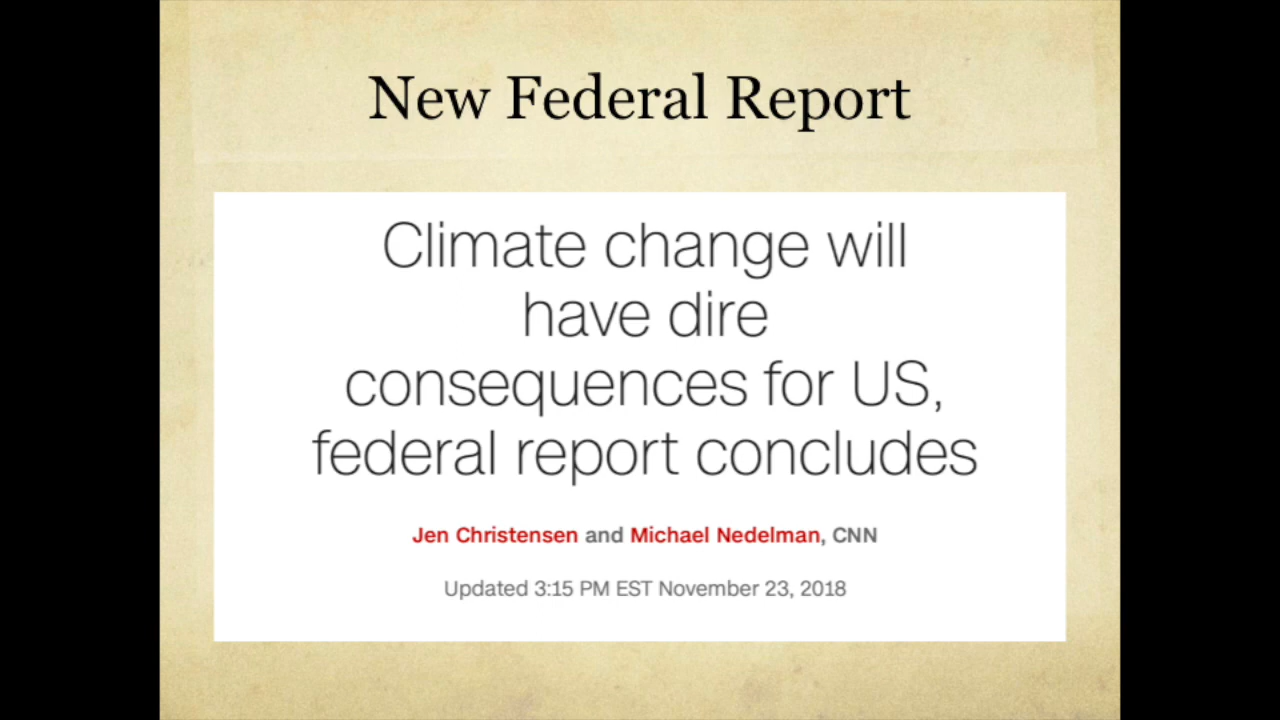 New Federal Report
Climate change will
have dire
consequences for US,
federal report concludes
Jen Christensen and Michael Nedelman, CNN
Updated 3:15 PM EST November 23, 2018